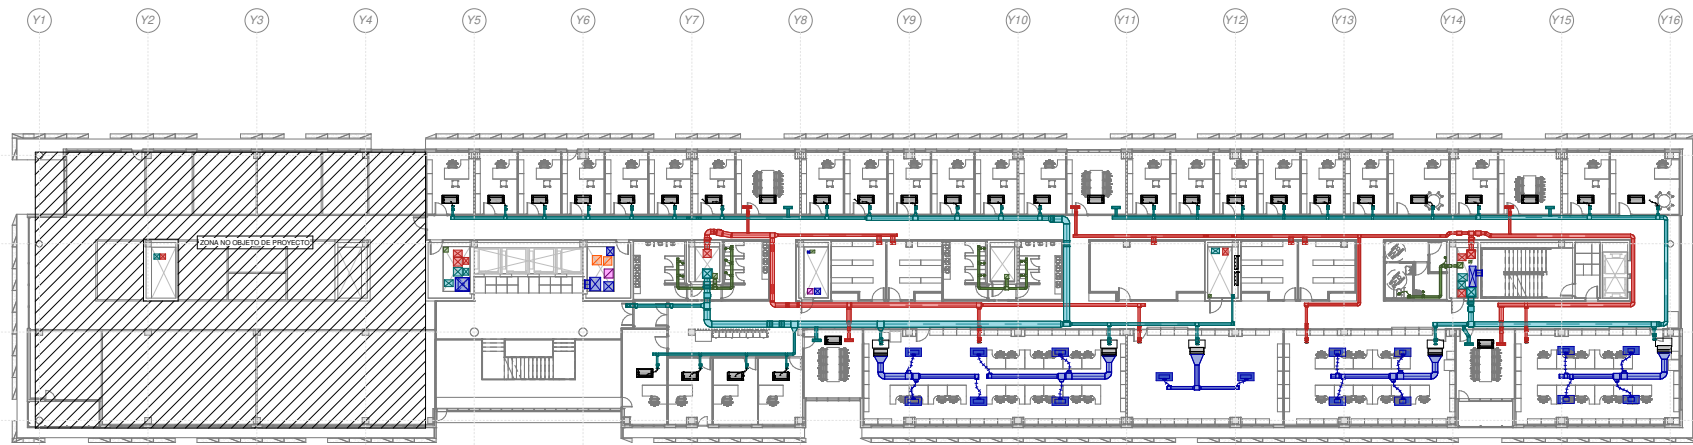 Y1 Y2 Y3 Y4 Y5 Y6 Y7 Y8 Y9 Y10 Y11 Y12 Y13 Y14 Y15 Y16
ZONA NO OBJETO DE PROYECTO